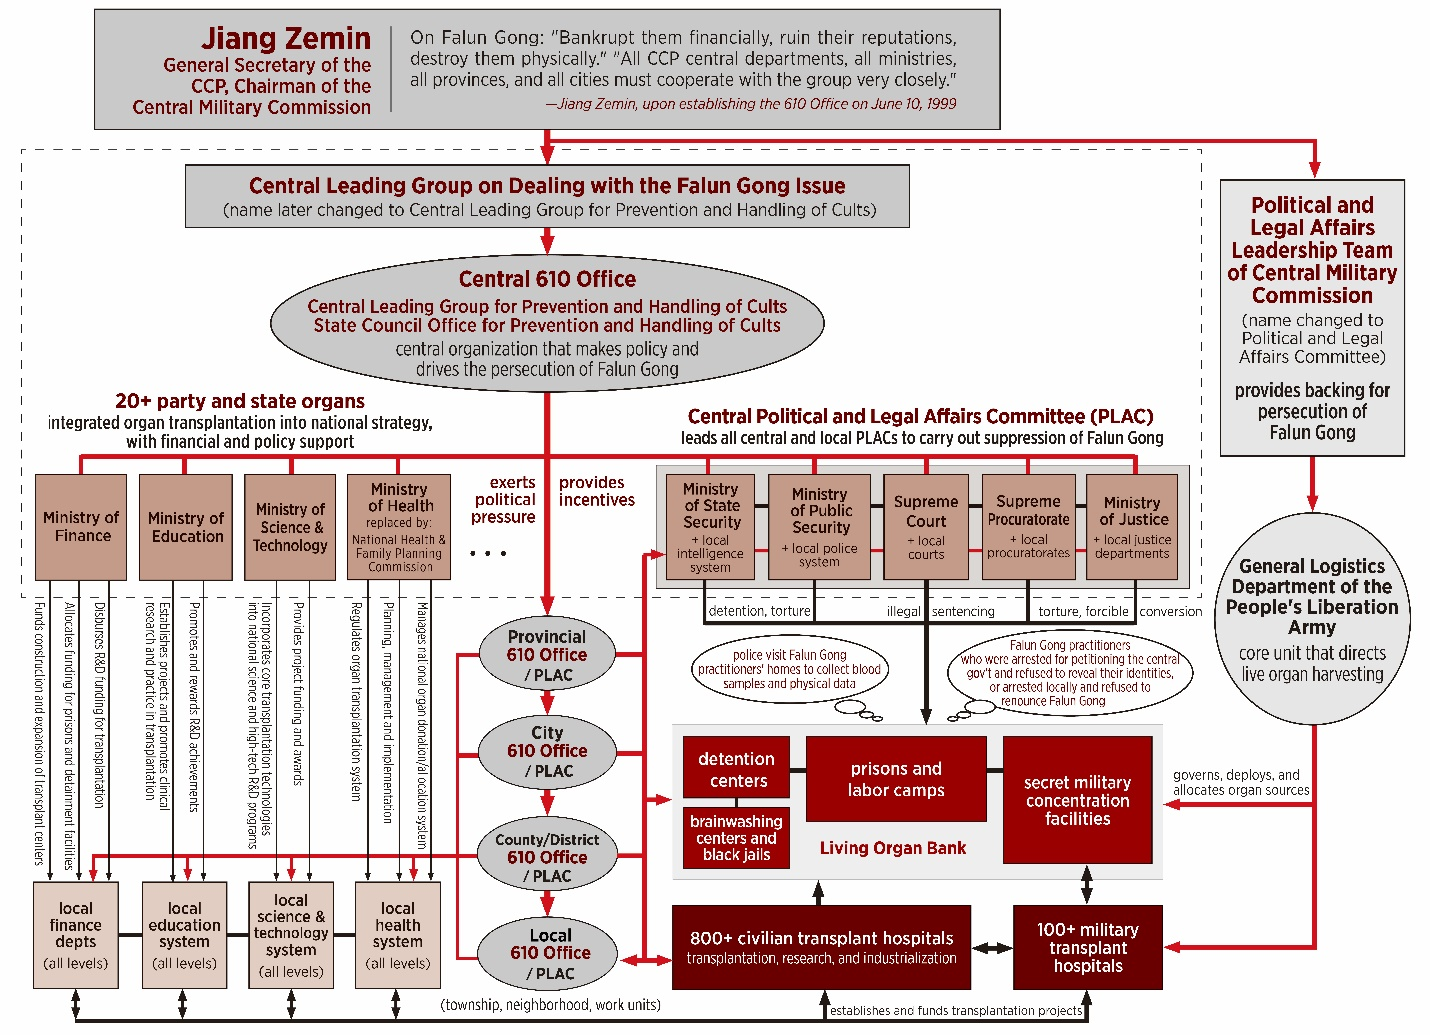 Jiang Zemin
General Secretary of the
CCP, Chairman of the
Central Military Commission
On Falun Gong: "Bankrupt them financially, ruin their reputations,
destroy them physically." "All CCP central departments, all ministries,
all provinces, and all cities must cooperate with the group very closely."
—Jiang Zemin, upon establishing the 610 Office on June 10, 1999
Central Leading Group on Dealing with the Falun Gong Issue
(name later changed to Central Leading Group for Prevention and Handling of Cults)
Central 610 Office
Central Leading Group for Prevention and Handling of Cults
State Council Office for Prevention and Handling of Cults
central organization that makes policy and
drives the persecution of Falun Gong
Political and
Legal Affairs
Leadership Team
of Central Military
Commission
(name changed to
Political and Legal
Affairs Committee)
provides backing for
persecution of
Falun Gong
20+ party and state organs
integrated organ transplantation into national strategy,
with financial and policy support
Central Political and Legal Affairs Committee (PLAC)
leads all central and local PLACs to carry out suppression of Falun Gong
Ministry of
Finance
Ministry of
Education
Ministry of
Science &
Technology
Ministry
of Health
replaced by:
National Health &
Family Planning
Commission
...
exerts
political
pressure
provides
incentives
Ministry
of State
Security
+ local
intelligence
system
Ministry
of Public
Security
+ local police
system
Supreme
Court
+ local
courts
Supreme
Procuratorate
+ local
procuratorates
Ministry
of Justice
+ local justice
departments
General Logistics
Department of the
People's Liberation
Army
core unit that directs
live organ harvesting
Funds construction and expansion of transplant centers
Allocates funding for prisons and detainment facilities
Disburses R&D funding for transplantation
Establishes projects and promotes clinical
research and practice in transplantation
Promotes and rewards R&D achievements
Incorporates core transplantation technologies
into national science and high-tech R&D programs
Provides project funding and awards
Regulates organ transplantation system
Planning, management and implementation
Manages national organ donation/allocation system
detention, torture
illegal sentencing
torture, forcible conversion
Provincial
610 Office
/ PLAC
City
610 Office
/ PLAC
County/District
610 Office
/ PLAC
Local
610 Office
/ PLAC
(township, neighborhood, work units)
police visit Falun Gong
practitioners' homes to collect blood
samples and physical data
Falun Gong practitioners
who were arrested for petitioning the central
gov't and refused to reveal their identities,
or arrested locally and refused to
renounce Falun Gong
detention
centers
prisons and
labor camps
secret military
concentration
facilities
brainwashing
centers and
black jails
Living Organ Bank
governs, deploys, and
allocates organ sources
local
finance
depts
(all levels)
local
education
system
(all levels)
local
science &
technology
system
(all levels)
local
health
system
(all levels)
800+ civilian transplant hospitals
transplantation, research, and industrialization
100+ military
transplant
hospitals
establishes and funds transplantation projects